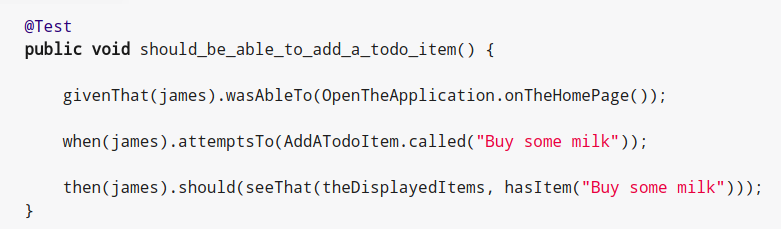 @Test
public void should_be_able_to_add_a_todo_item() {
givenThat(james).wasAbleTo(OpenTheApplication.onTheHomePage());
when(james).attemptsTo(AddATodoItem.called("Buy some milk"));
then(james).should(seeThat(theDisplayedItems, hasItem("Buy some milk")));
}